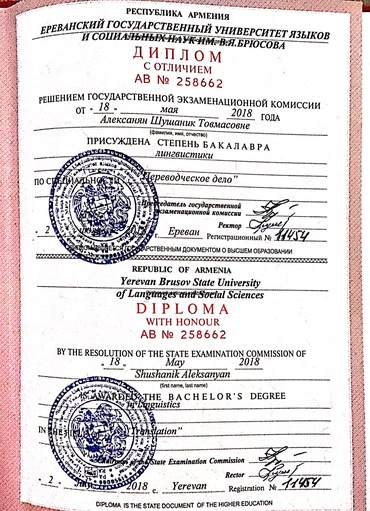 РЕСПУБЛИКА АРМЕНИЯ
ЕРЕВАНСКИЙ ГОСУДАРСТВЕННЫЙ УНИВЕРСИТЕТ ЯЗЫКОВ
И СОЦИАЛЬНЫХ НАУК ИМ. В.Я.БРЮСОВА
ДИПЛОМ
С ОТЛИЧИЕМ
АВ № 258662
РЕШЕНИЕМ ГОСУДАРСТВЕННОЙ ЭКЗАМЕНАЦИОННОЙ КОМИССИИ
ОТ - 18 - мая 2018 ГОДА
Алексанян Шушаник Товмасовне
(фамилия, имя, отчество)
ПРИСУЖДЕНА СТЕПЕНЬ БАКАЛАВРА
лингвистики
ПО СПЕЦИАЛЬНОСТИ "Переводческое дело"
Председатель государственной
экзаменационной комиссии
Ректор
- 2 Ереван Регистрационный № 11454
ГОСУДАРСТВЕННЫМ ДОКУМЕНТОМ О ВЫСШЕМ ОБРАЗОВАНИИ
REPUBLIC OF ARMENIA
Yerevan Brusov State University
of Languages and Social Sciences
DIPLOMA
WITH HONOUR
АВ № 258662
BY THE RESOLUTION OF THE STATE EXAMINATION COMMISSION OF
- 18 - May 2018
Shushanik Aleksanyan
(first name, last name)
IS AWARDED THE BACHELOR'S DEGREE
in Linguistics
IN THE "Translation"
of the State Examination Commission
Rector
- 2 - 2018 г. Yerevan Registration № 11454
DIPLOMA IS THE STATE DOCUMENT OF THE HIGHER EDUCATION